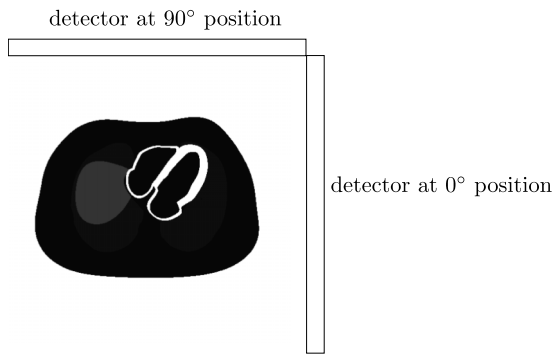 detector at 90° position
detector at 0° position